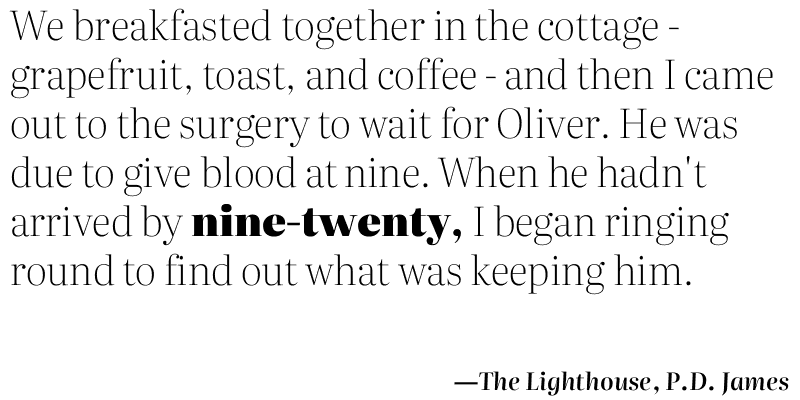 We breakfasted together in the cottage -
grapefruit, toast, and coffee - and then I came
out to the surgery to wait for Oliver. He was
due to give blood at nine. When he hadn't
arrived by nine-twenty, I began ringing
round to find out what was keeping him.
—The Lighthouse, P.D. James